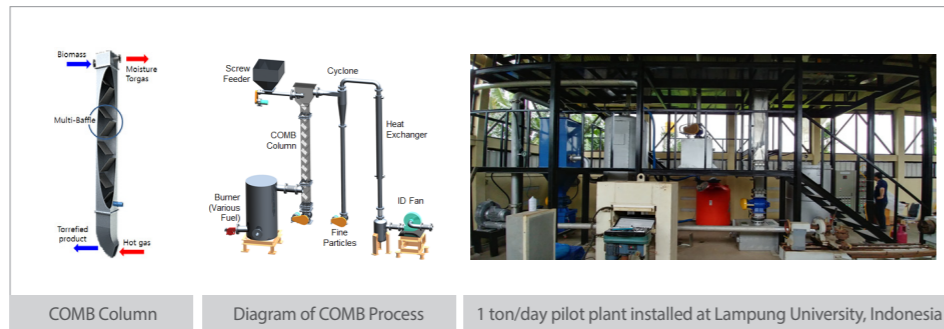 Biomass
Moisture
Torgas
Multi-Baffle
Torrefied
product
Hot gas
Screw
Feeder
Cyclone
COMB
Column
Heat
Exchanger
Burner
(Various
Fuel)
ID Fan
Fine
Particles
COMB Column
Diagram of COMB Process
1 ton/day pilot plant installed at Lampung University, Indonesia